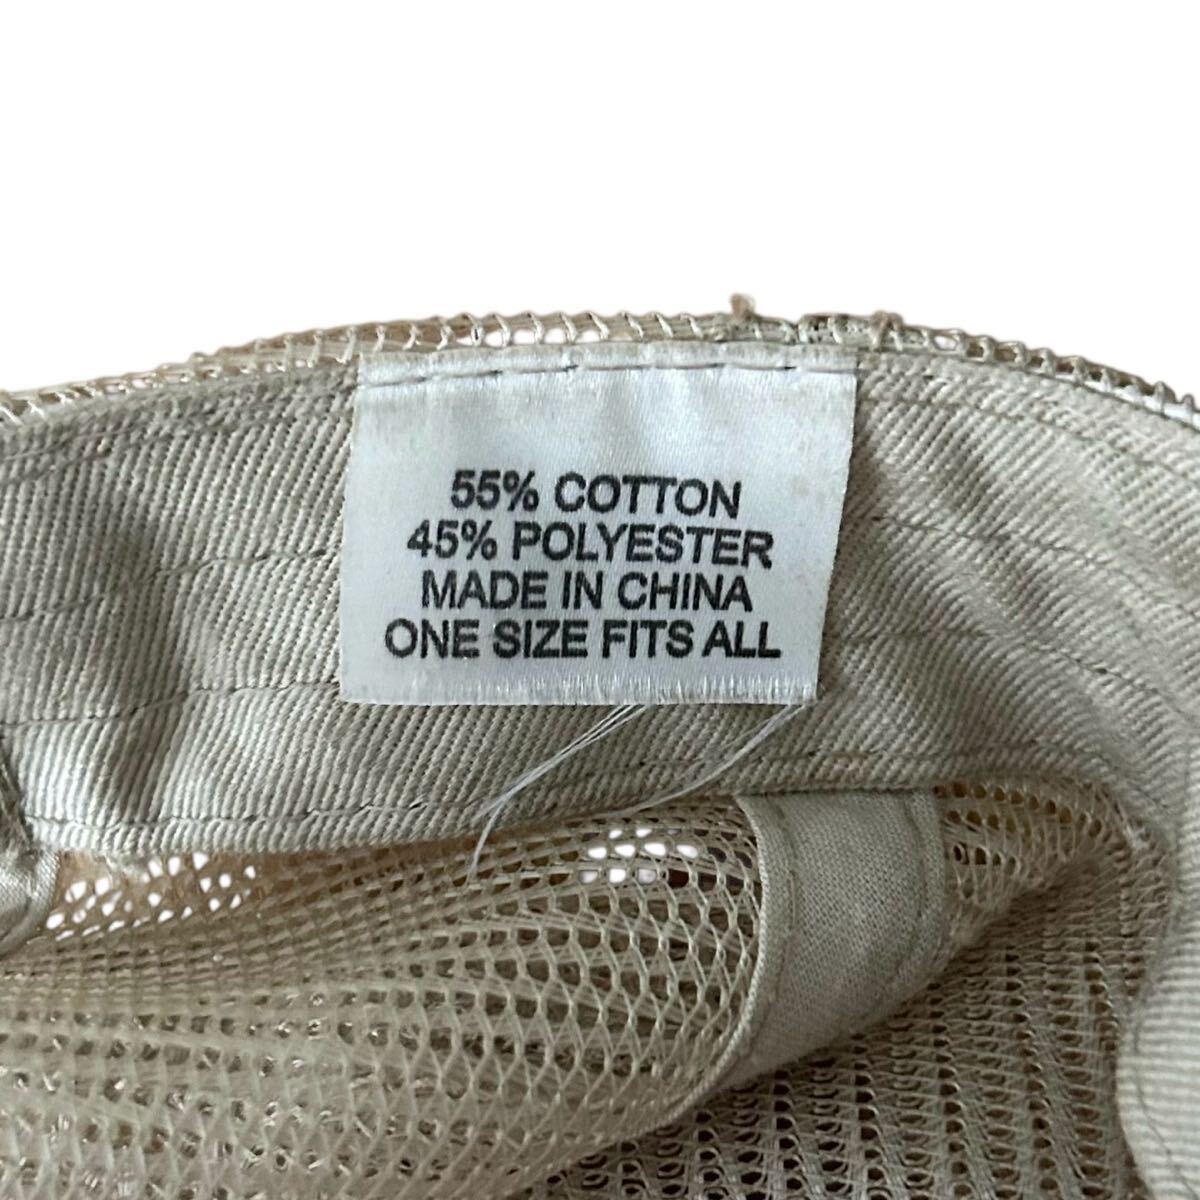 55% COTTON
45% POLYESTER
MADE IN CHINA
ONE SIZE FITS ALL